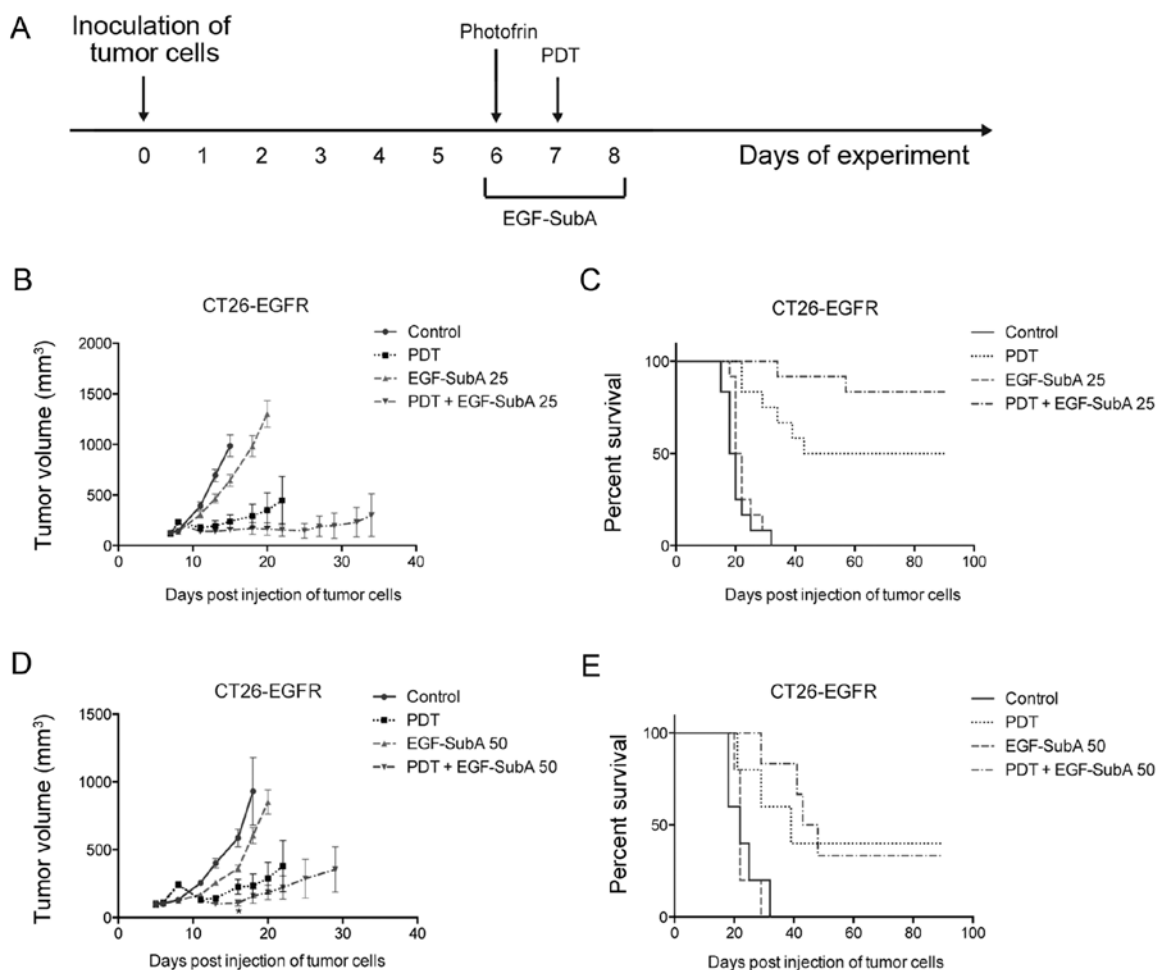 A
Inoculation of
tumor cells
Photofrin
PDT
0 1 2 3 4 5 6 7 8 Days of experiment
EGF-SubA
B
CT26-EGFR
Control
PDT
EGF-SubA 25
PDT + EGF-SubA 25
Tumor volume (mm³)
2000
1500
1000
500
0
0 10 20 30 40
Days post injection of tumor cells
C
CT26-EGFR
Control
PDT
EGF-SubA 25
PDT + EGF-SubA 25
Percent survival
100
50
0
0 20 40 60 80 100
Days post injection of tumor cells
D
CT26-EGFR
Control
PDT
EGF-SubA 50
PDT + EGF-SubA 50
Tumor volume (mm³)
1500
1000
500
0
*
0 10 20 30 40
Days post injection of tumor cells
E
CT26-EGFR
Control
PDT
EGF-SubA 50
PDT + EGF-SubA 50
Percent survival
100
50
0
0 20 40 60 80 100
Days post injection of tumor cells